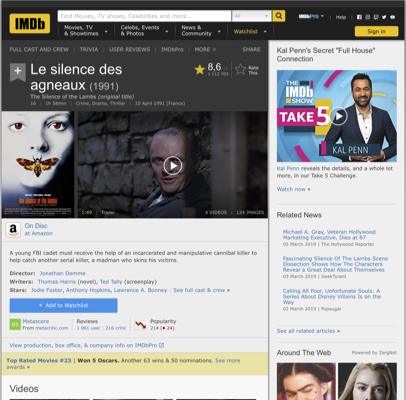 IMDb
Find Movies, TV shows, Celebrities and more...
All
IMDbPro
Help
Movies, TV
& Showtimes
Celebs, Events
& Photos
News &
Community
Watchlist
Sign in
FULL CAST AND CREW | TRIVIA | USER REVIEWS | IMDbPro | MORE
SHARE
Le silence des
agneaux (1991)
The Silence of the Lambs (original title)
16 | 1h 58min | Crime, Drama, Thriller | 10 April 1991 (France)
8,6
Rate
This
the silence of the lambs
1:49 | Trailer
6 VIDEOS | 124 IMAGES
On Disc
at Amazon
A young FBI cadet must receive the help of an incarcerated and manipulative cannibal killer to
help catch another serial killer, a madman who skins his victims.
Director: Jonathan Demme
Writers: Thomas Harris (novel), Ted Tally (screenplay)
Stars: Jodie Foster, Anthony Hopkins, Lawrence A. Bonney | See full cast & crew »
+ Add to Watchlist
Metascore
From metacritic.com
Reviews
1 061 user | 216 critic
Popularity
214
View production, box office, & company info on IMDbPro
Top Rated Movies #23 | Won 5 Oscars. Another 63 wins & 50 nominations. See more
awards »
Videos
Kal Penn's Secret "Full House"
Connection
THE
IMDb
SHOW
TAKE 5
KAL PENN
Kal Penn reveals the details, and a whole lot
more, in our Take 5 Challenge.
Watch now »
Related News
Michael A. Gray, Veteran Hollywood
Marketing Executive, Dies at 87
03 March 2019 | The Hollywood Reporter
Fascinating Silence Of The Lambs Scene
Dissection Shows How The Characters
Reveal a Great Deal About Themselves
03 March 2019 | GeekTyrant
Calling All Poor, Unfortunate Souls: A
Series About Disney Villains Is on the
Way
02 March 2019 | Popsugar
See all related articles »
Around The Web
Powered by ZergNet